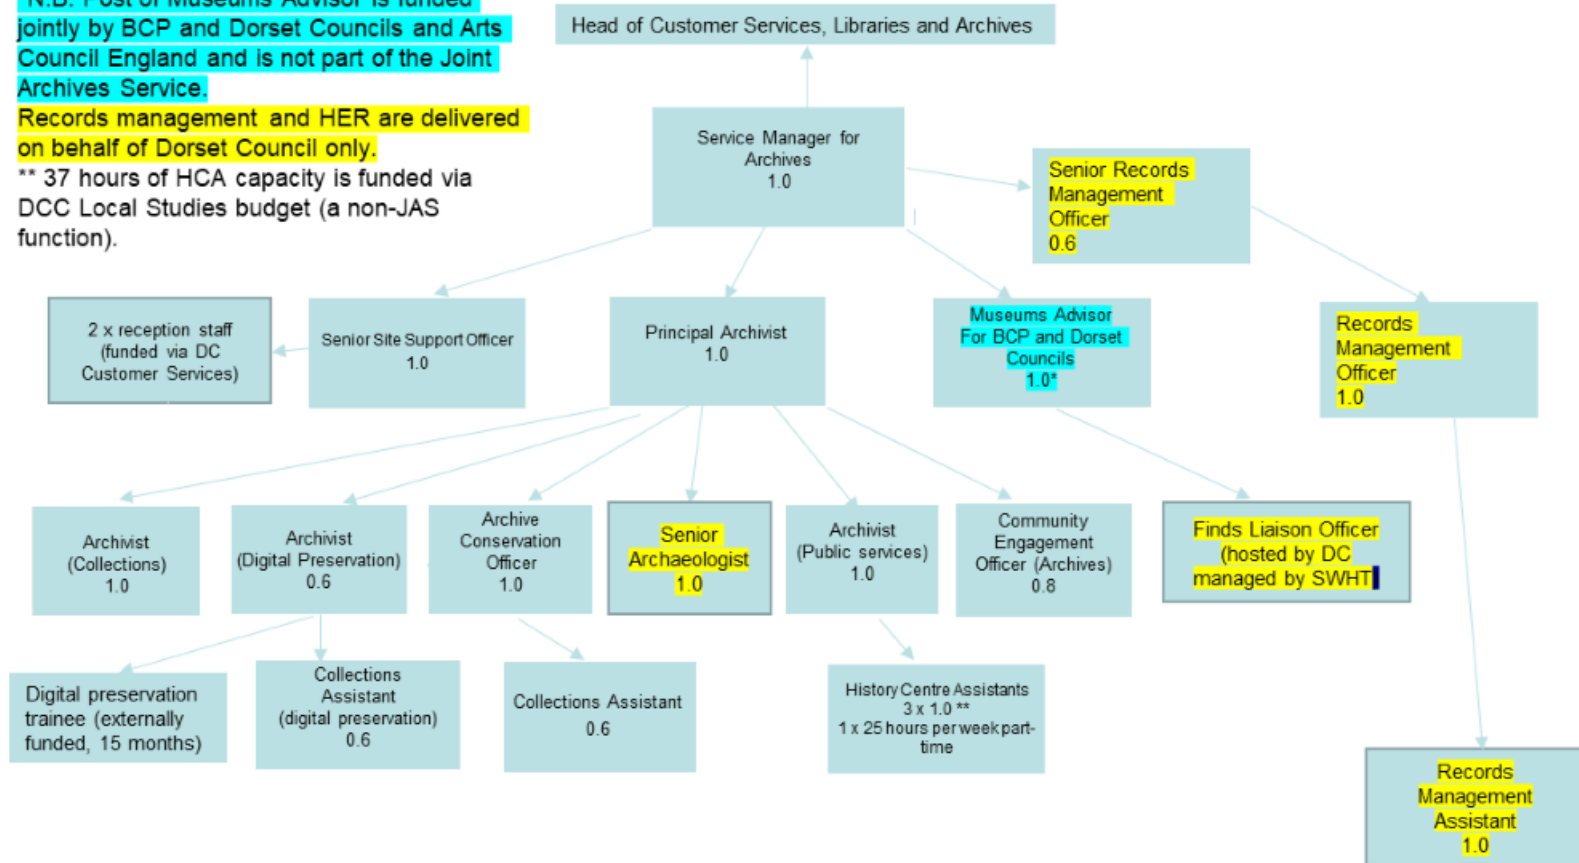 *N.B. Post of Museums Advisor is funded
jointly by BCP and Dorset Councils and Arts
Council England and is not part of the Joint
Archives Service.
Records management and HER are delivered
on behalf of Dorset Council only.
** 37 hours of HCA capacity is funded via
DCC Local Studies budget (a non-JAS
function).
Head of Customer Services, Libraries and Archives
Service Manager for
Archives
1.0
Senior Records
Management
Officer
0.6
2 x reception staff
(funded via DC
Customer Services)
Senior Site Support Officer
1.0
Principal Archivist
1.0
Museums Advisor
For BCP and Dorset
Councils
1.0*
Records
Management
Officer
1.0
Archivist
(Collections)
1.0
Archivist
(Digital Preservation)
0.6
Archive
Conservation
Officer
1.0
Senior
Archaeologist
1.0
Archivist
(Public services)
1.0
Community
Engagement
Officer (Archives)
0.8
Finds Liaison Officer
(hosted by DC
managed by SWHT
Digital preservation
trainee (externally
funded, 15 months)
Collections
Assistant
(digital preservation)
0.6
Collections Assistant
0.6
History Centre Assistants
3 x 1.0 **
1 x 25 hours per week part-
time
Records
Management
Assistant
1.0